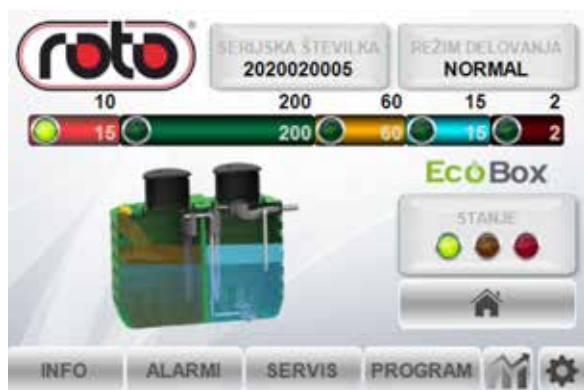 roto
SERIJSKA ŠTEVILKA
2020020005
REŽIM DELOVANJA
NORMAL
10 200 60 15 2
15 200 60 15 2
EcoBox
STANJE
INFO ALARMI SERVIS PROGRAM